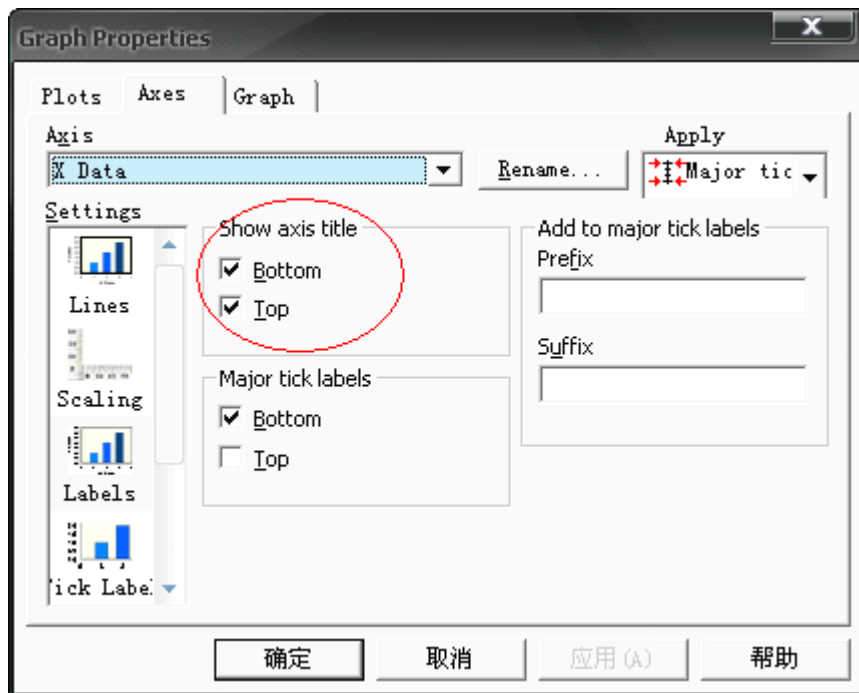 Graph Properties
Plots Axes Graph
Axis
X Data
Rename...
Apply
Major tic
Settings
Lines
Scaling
Labels
ick Labe
Show axis title
Bottom
Top
Major tick labels
Bottom
Top
Add to major tick labels
Prefix
Suffix
确定 取消 应用(A) 帮助